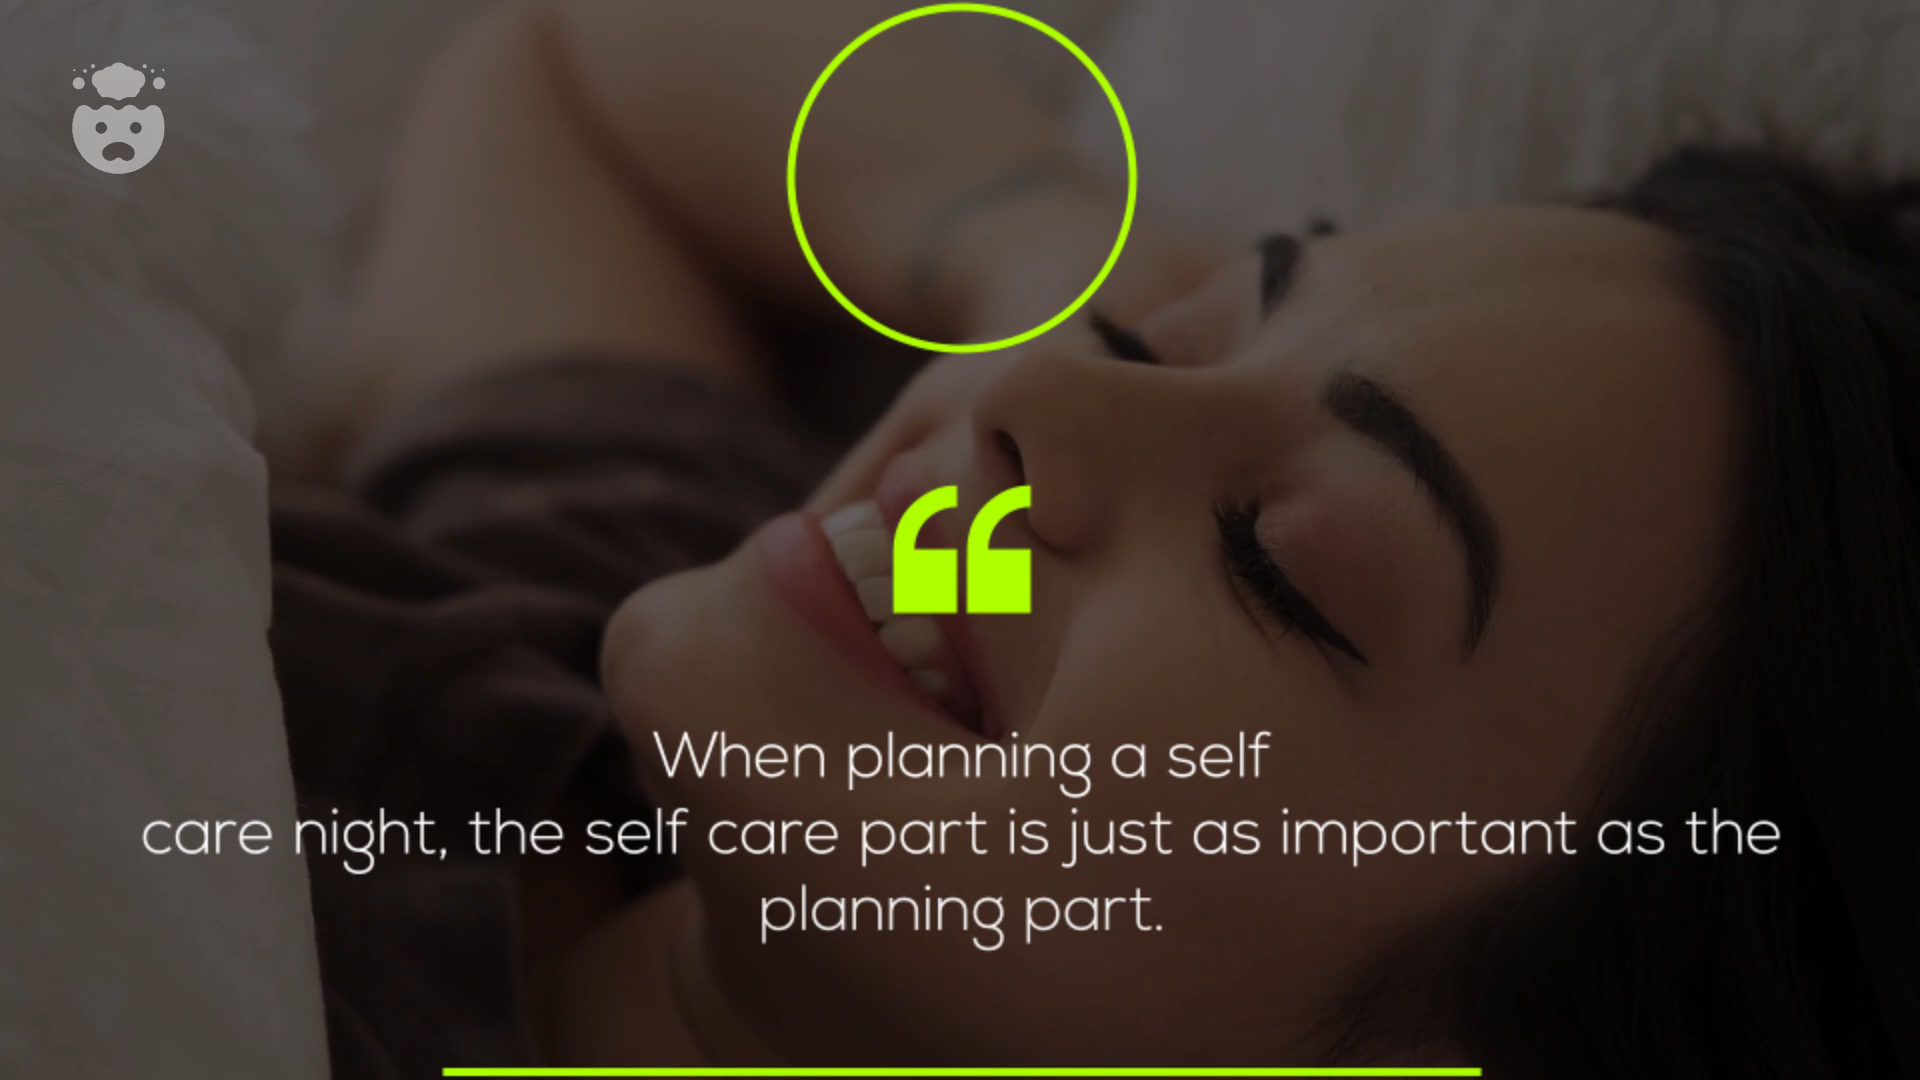 When planning a self
care night, the self care part is just as important as the
planning part.